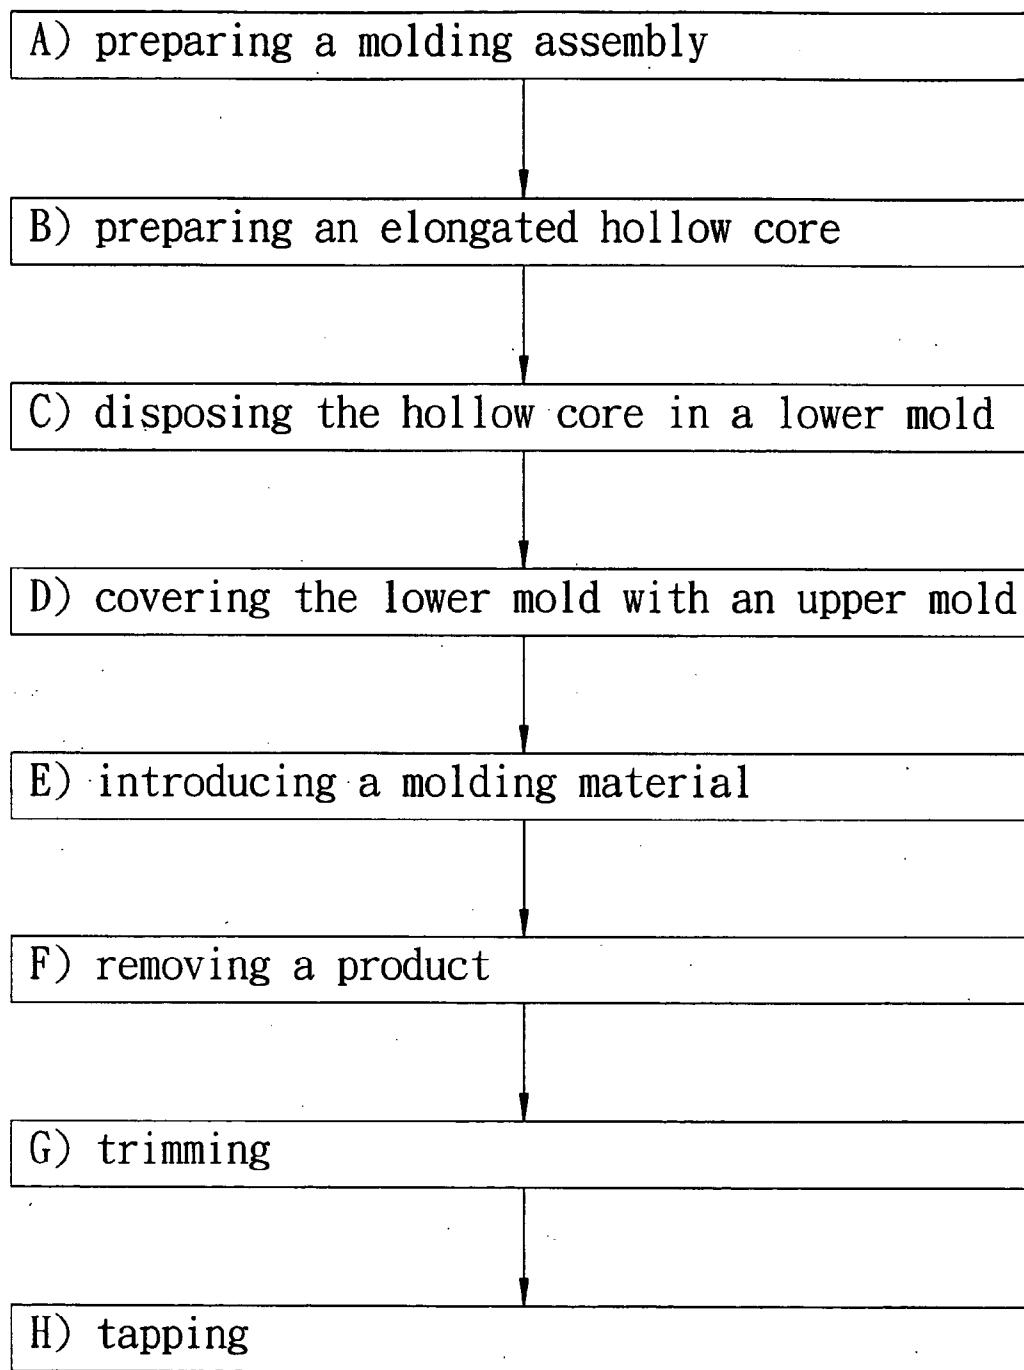 A) preparing a molding assembly
B) preparing an elongated hollow core
C) disposing the hollow core in a lower mold
D) covering the lower mold with an upper mold
E) introducing a molding material
F) removing a product
G) trimming
H) tapping